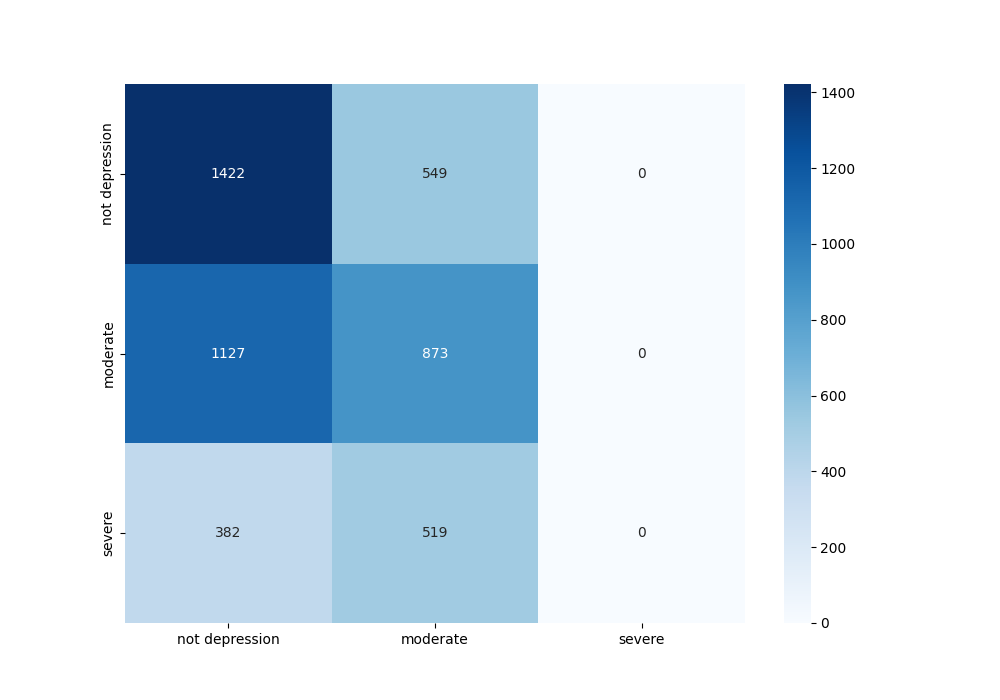 not depression
1422 549 0
moderate
1127 873 0
severe
382 519 0
not depression moderate severe
1400
1200
1000
800
600
400
200
0